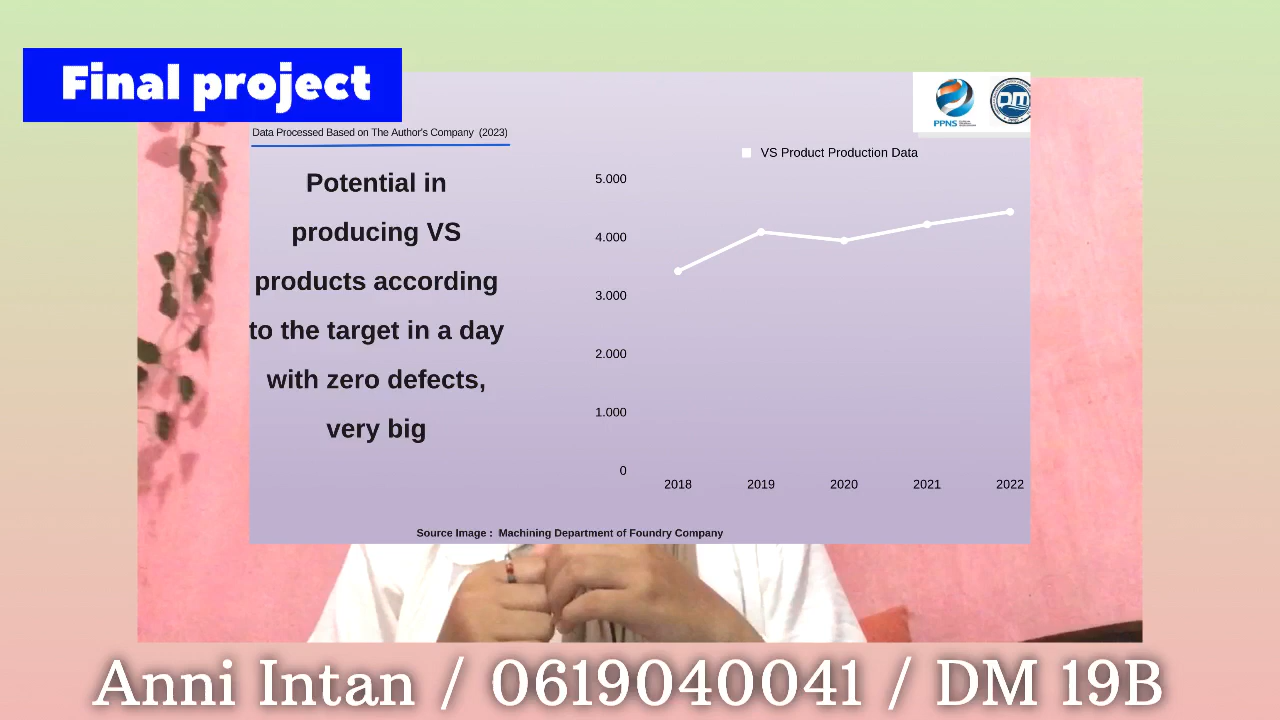 Final project
Processed Based on The Author's Company (2023)
PPNS
DM
VS Product Production Data
Potential in
producing VS
products according
to the target in a day
with zero defects,
very big
5.000
4.000
3.000
2.000
1.000
0
2018 2019 2020 2021 2022
Source Image : Machining Department of Foundry Company
Anni Intan / 0619040041 / DM 19B